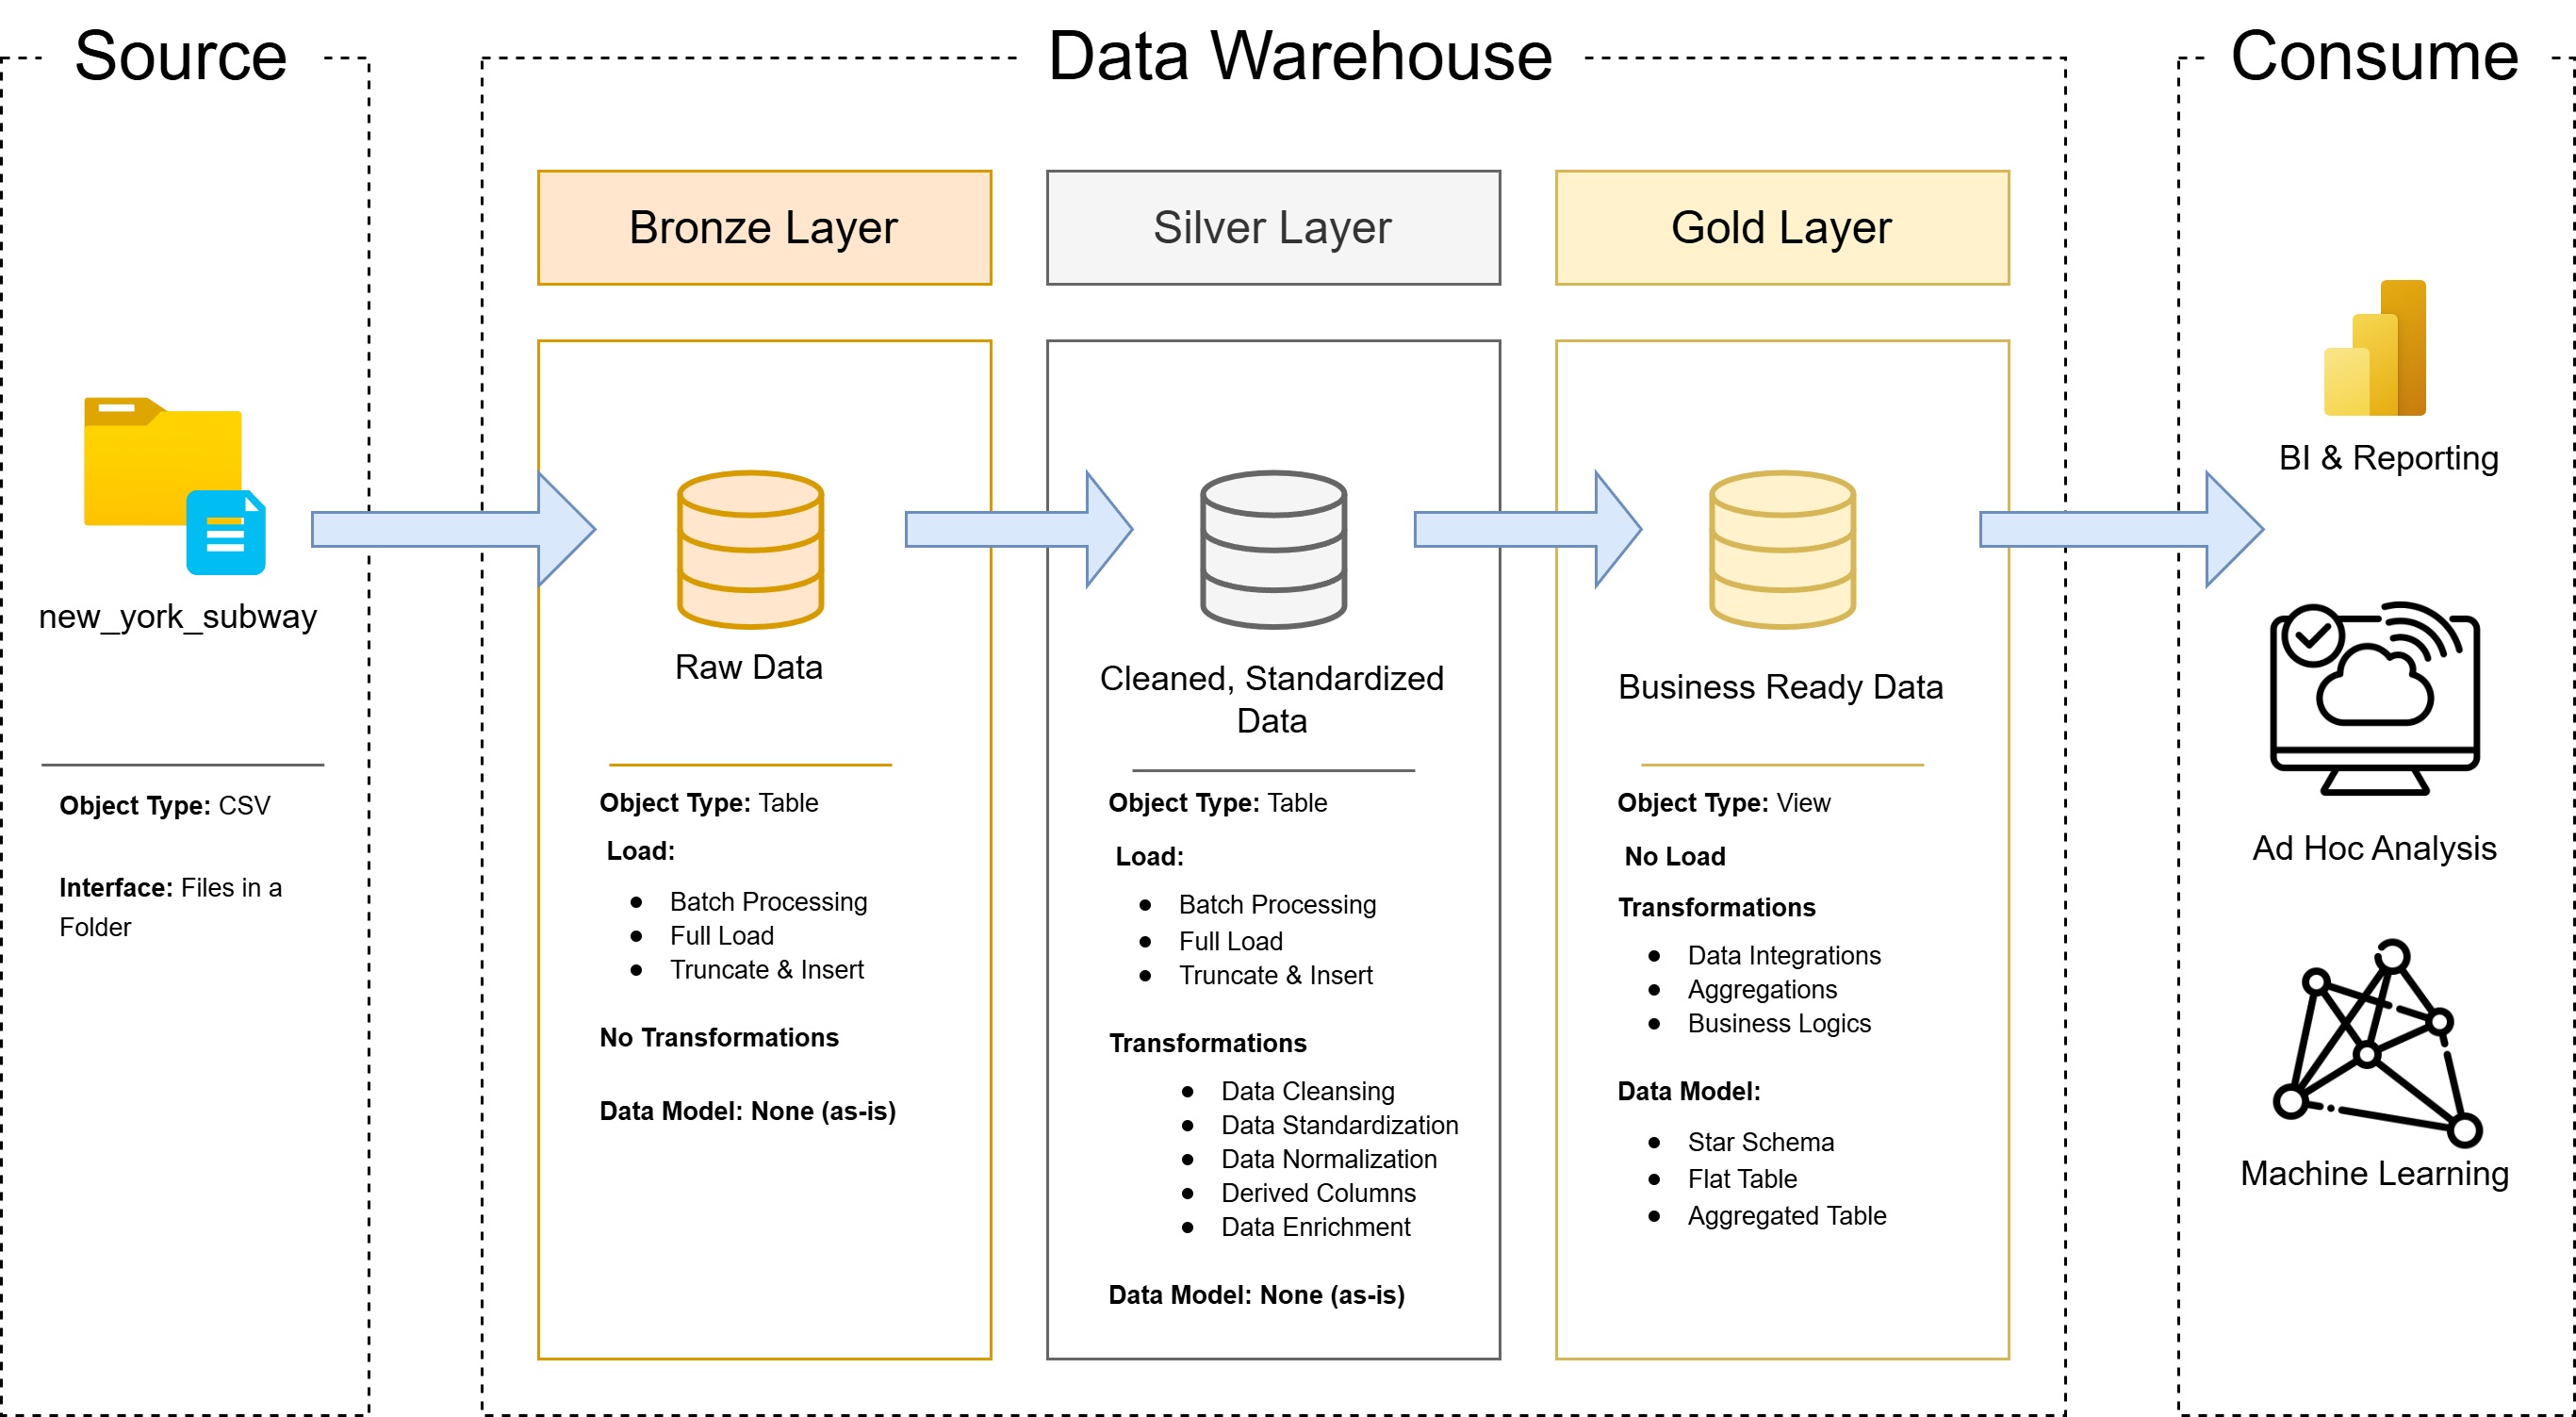 Source
Data Warehouse
Consume
Bronze Layer
Silver Layer
Gold Layer
new_york_subway
Object Type: CSV
Interface: Files in a
Folder
Raw Data
Object Type: Table
Load:
● Batch Processing
● Full Load
● Truncate & Insert
No Transformations
Data Model: None (as-is)
Cleaned, Standardized
Data
Object Type: Table
Load:
● Batch Processing
● Full Load
● Truncate & Insert
Transformations
● Data Cleansing
● Data Standardization
● Data Normalization
● Derived Columns
● Data Enrichment
Data Model: None (as-is)
Business Ready Data
Object Type: View
No Load
Transformations
● Data Integrations
● Aggregations
● Business Logics
Data Model:
● Star Schema
● Flat Table
● Aggregated Table
BI & Reporting
Ad Hoc Analysis
Machine Learning